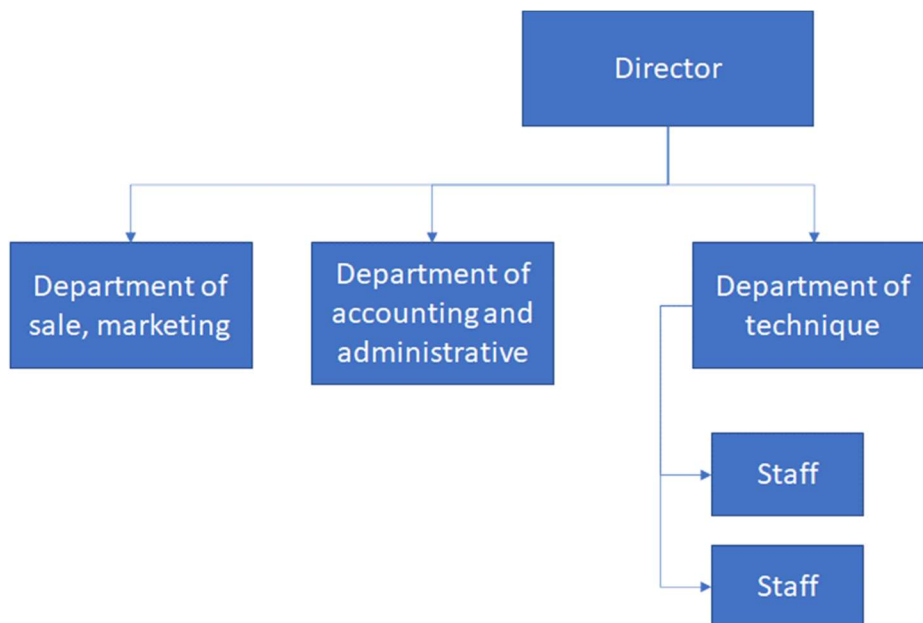 Director
Department of
sale, marketing
Department of
accounting and
administrative
Department of
technique
Staff
Staff